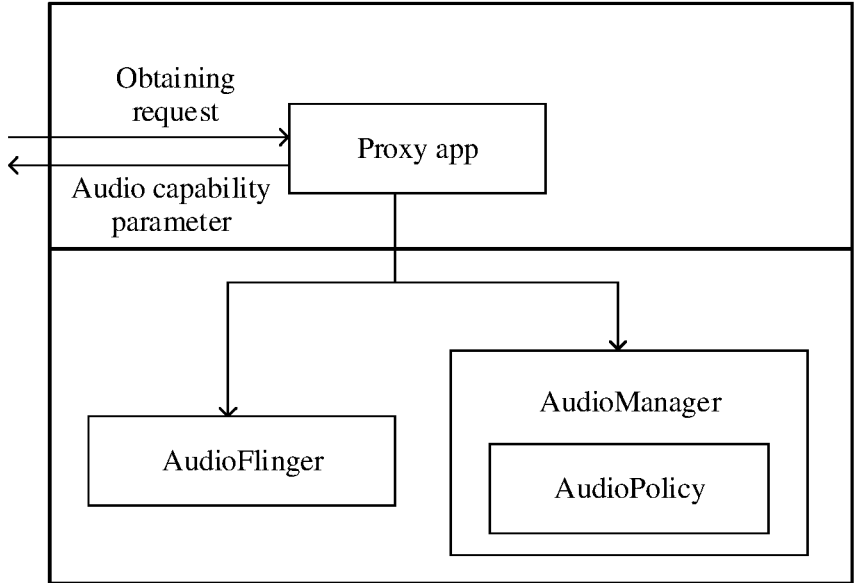 Obtaining
request
Proxy app
Audio capability
parameter
AudioManager
AudioFlinger
AudioPolicy